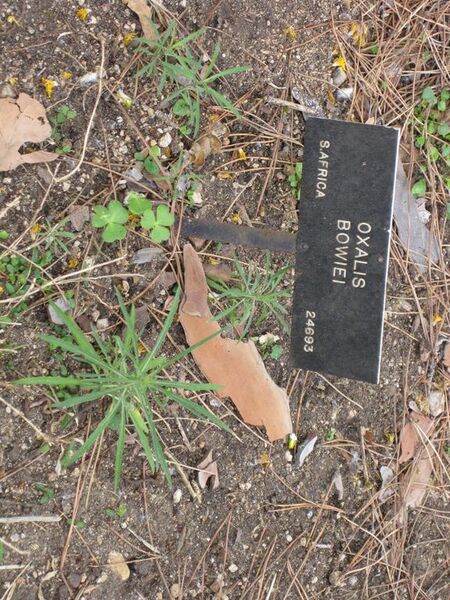 S.AFRICA
OXALIS
BOWIEI
24693